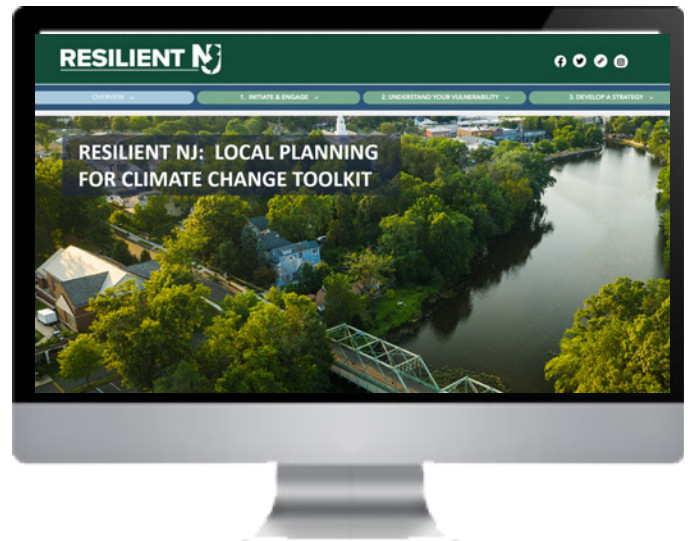 RESILIENT NJ
OVERVIEW
1. INITIATE & ENGAGE
2. UNDERSTAND YOUR VULNERABILITY
3. DEVELOP A STRATEGY
RESILIENT NJ: LOCAL PLANNING
FOR CLIMATE CHANGE TOOLKIT